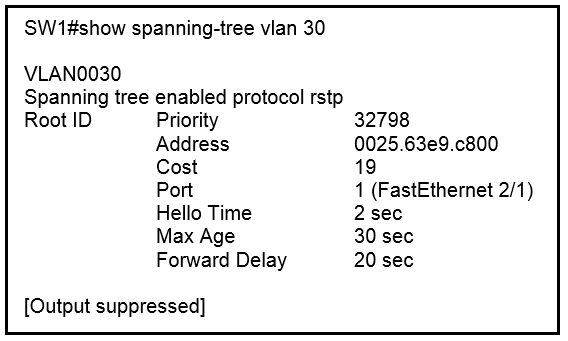 SW1#show spanning-tree vlan 30
VLAN0030
Spanning tree enabled protocol rstp
Root ID Priority 32798
Address 0025.63e9.c800
Cost 19
Port 1 (FastEthernet 2/1)
Hello Time 2 sec
Max Age 30 sec
Forward Delay 20 sec
[Output suppressed]